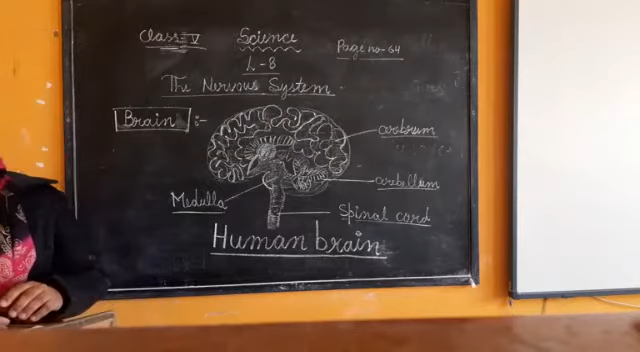 Class - V
Science
Page no - 64
L - 8
The Nervous System
Brain :-
cerebrum
cerebellum
Medulla
Spinal cord
Human brain